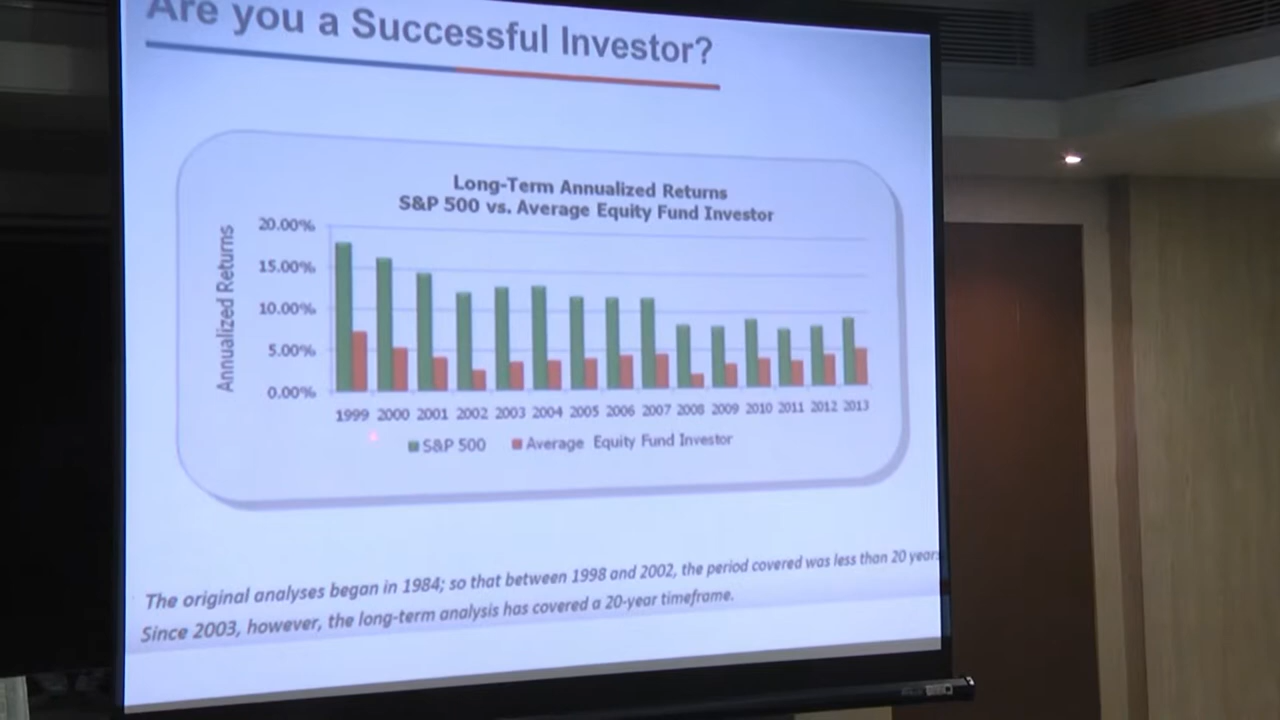 Are you a Successful Investor?
Long-Term Annualized Returns
S&P 500 vs. Average Equity Fund Investor
Annualized Returns
20.00%
15.00%
10.00%
5.00%
0.00%
1999 2000 2001 2002 2003 2004 2005 2006 2007 2008 2009 2010 2011 2012 2013
S&P 500 Average Equity Fund Investor
The original analyses began in 1984; so that between 1998 and 2002, the period covered was less than 20 years
Since 2003, however, the long-term analysis has covered a 20-year timeframe.